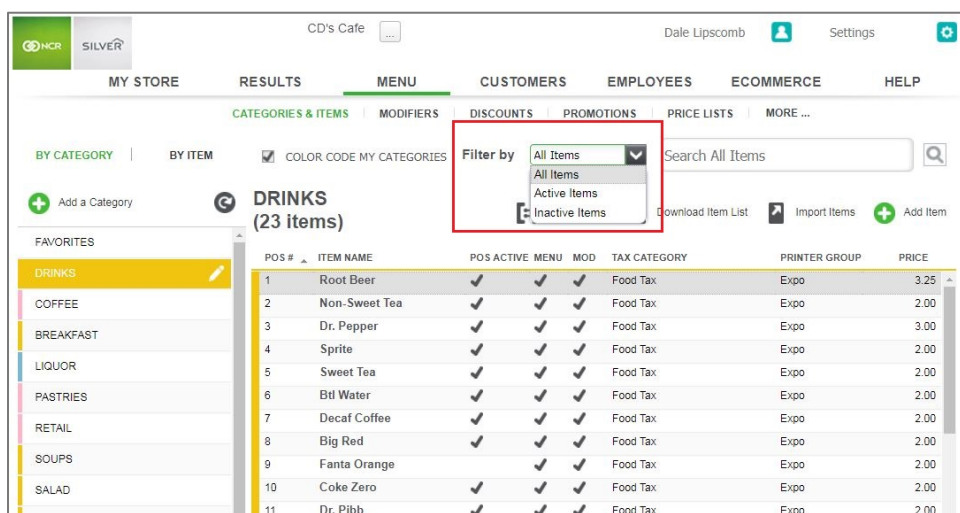 NCR SILVER
CD's Cafe ...
Dale Lipscomb Settings
MY STORE RESULTS MENU CUSTOMERS EMPLOYEES ECOMMERCE HELP
CATEGORIES & ITEMS MODIFIERS DISCOUNTS PROMOTIONS PRICE LISTS MORE ...
BY CATEGORY BY ITEM COLOR CODE MY CATEGORIES Filter by All Items Search All Items
All Items
Active Items
Inactive Items
Add a Category
DRINKS
(23 items)
Download Item List Import Items Add Item
FAVORITES
DRINKS
COFFEE
BREAKFAST
LIQUOR
PASTRIES
RETAIL
SOUPS
SALAD
POS # ITEM NAME POS ACTIVE MENU MOD TAX CATEGORY PRINTER GROUP PRICE
1 Root Beer Food Tax Expo 3.25
2 Non-Sweet Tea Food Tax Expo 2.00
3 Dr. Pepper Food Tax Expo 3.00
4 Sprite Food Tax Expo 2.00
5 Sweet Tea Food Tax Expo 2.00
6 Btl Water Food Tax Expo 2.00
7 Decaf Coffee Food Tax Expo 2.00
8 Big Red Food Tax Expo 2.00
9 Fanta Orange Food Tax Expo 2.00
10 Coke Zero Food Tax Expo 2.00
11 Dr. Pibb Food Tax Expo 2.00